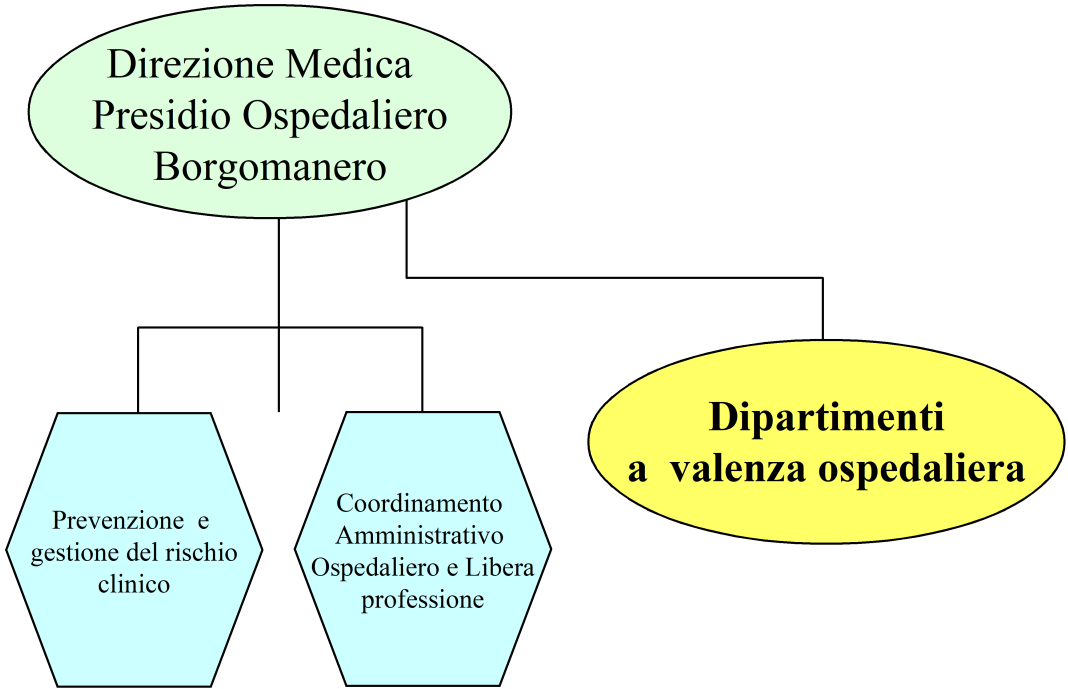 Direzione Medica
Presidio Ospedaliero
Borgomanero
Dipartimenti
a valenza ospedaliera
Prevenzione e
gestione del rischio
clinico
Coordinamento
Amministrativo
Ospedaliero e Libera
professione